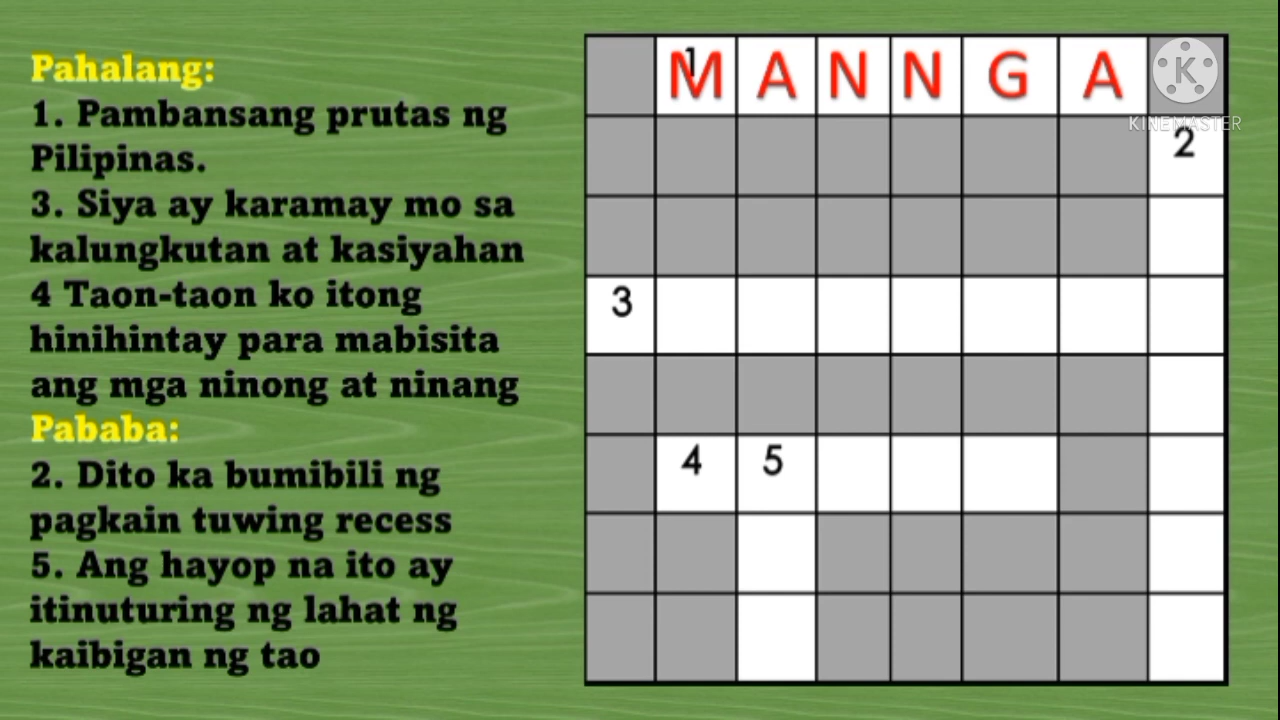 Pahalang:
1. Pambansang prutas ng
Pilipinas.
3. Siya ay karamay mo sa
kalungkutan at kasiyahan
4 Taon-taon ko itong
hinihintay para mabisita
ang mga ninong at ninang
Pababa:
2. Dito ka bumibili ng
pagkain tuwing recess
5. Ang hayop na ito ay
itinuturing ng lahat ng
kaibigan ng tao
1
M A N N G A
K
KINEMASTER
2
3
4 5